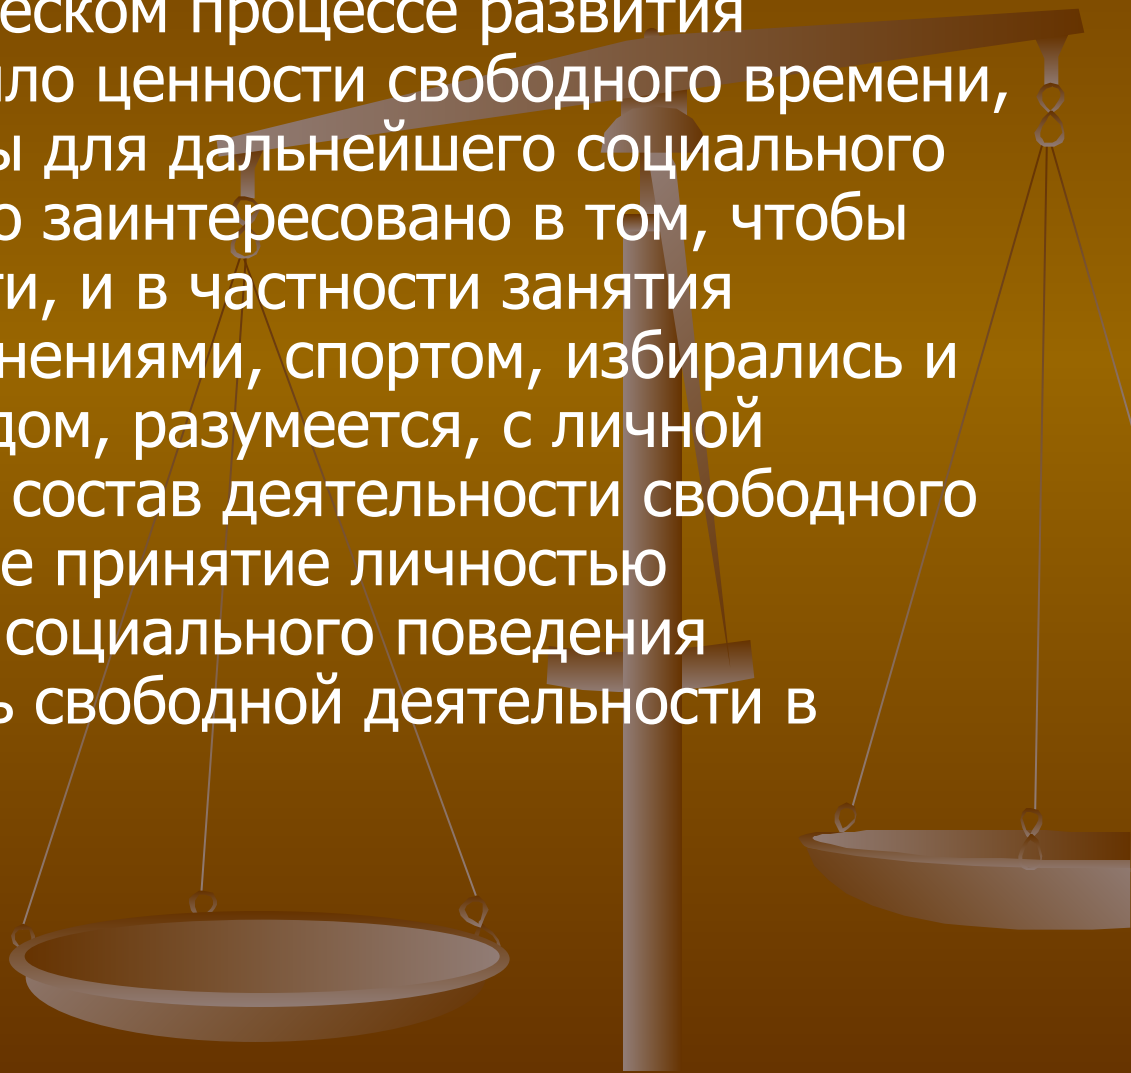 еском процессе развития
ло ценности свободного времени,
ы для дальнейшего социального
о заинтересовано в том, чтобы
ти, и в частности занятия
нениями, спортом, избирались и
дом, разумеется, с личной
состав деятельности свободного
е принятие личностью
социального поведения
ь свободной деятельности в